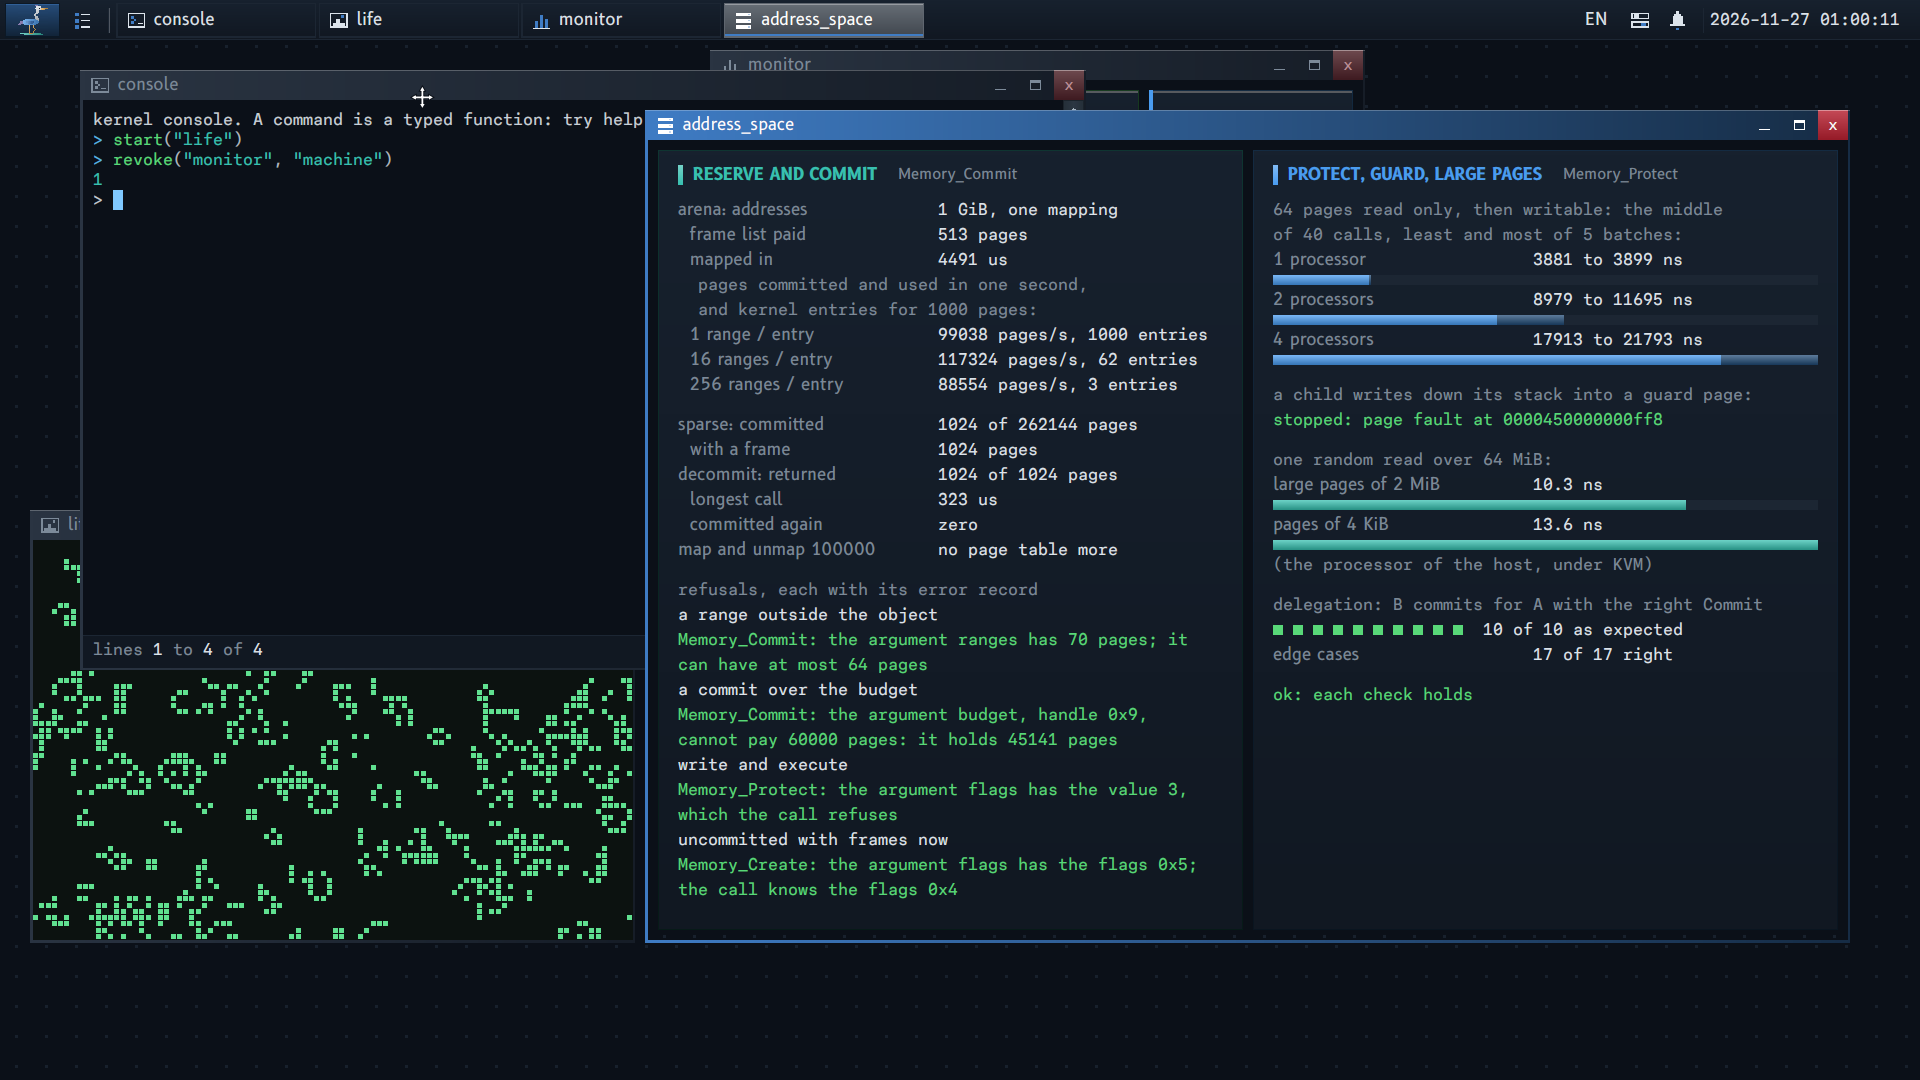 console
life
monitor
address_space
EN
2026-11-27 01:00:11
monitor
console
kernel console. A command is a typed function: try help
> start("life")
> revoke("monitor", "machine")
1
>
lines 1 to 4 of 4
address_space
RESERVE AND COMMIT Memory_Commit
arena: addresses 1 GiB, one mapping
frame list paid 513 pages
mapped in 4491 us
pages committed and used in one second,
and kernel entries for 1000 pages:
1 range / entry 99038 pages/s, 1000 entries
16 ranges / entry 117324 pages/s, 62 entries
256 ranges / entry 88554 pages/s, 3 entries
sparse: committed 1024 of 262144 pages
with a frame 1024 pages
decommit: returned 1024 of 1024 pages
longest call 323 us
committed again zero
map and unmap 100000 no page table more
refusals, each with its error record
a range outside the object
Memory_Commit: the argument ranges has 70 pages; it
can have at most 64 pages
a commit over the budget
Memory_Commit: the argument budget, handle 0x9,
cannot pay 60000 pages: it holds 45141 pages
write and execute
Memory_Protect: the argument flags has the value 3,
which the call refuses
uncommitted with frames now
Memory_Create: the argument flags has the flags 0x5;
the call knows the flags 0x4
PROTECT, GUARD, LARGE PAGES Memory_Protect
64 pages read only, then writable: the middle
of 40 calls, least and most of 5 batches:
1 processor 3881 to 3899 ns
2 processors 8979 to 11695 ns
4 processors 17913 to 21793 ns
a child writes down its stack into a guard page:
stopped: page fault at 0000450000000ff8
one random read over 64 MiB:
large pages of 2 MiB 10.3 ns
pages of 4 KiB 13.6 ns
(the processor of the host, under KVM)
delegation: B commits for A with the right Commit
10 of 10 as expected
edge cases 17 of 17 right
ok: each check holds